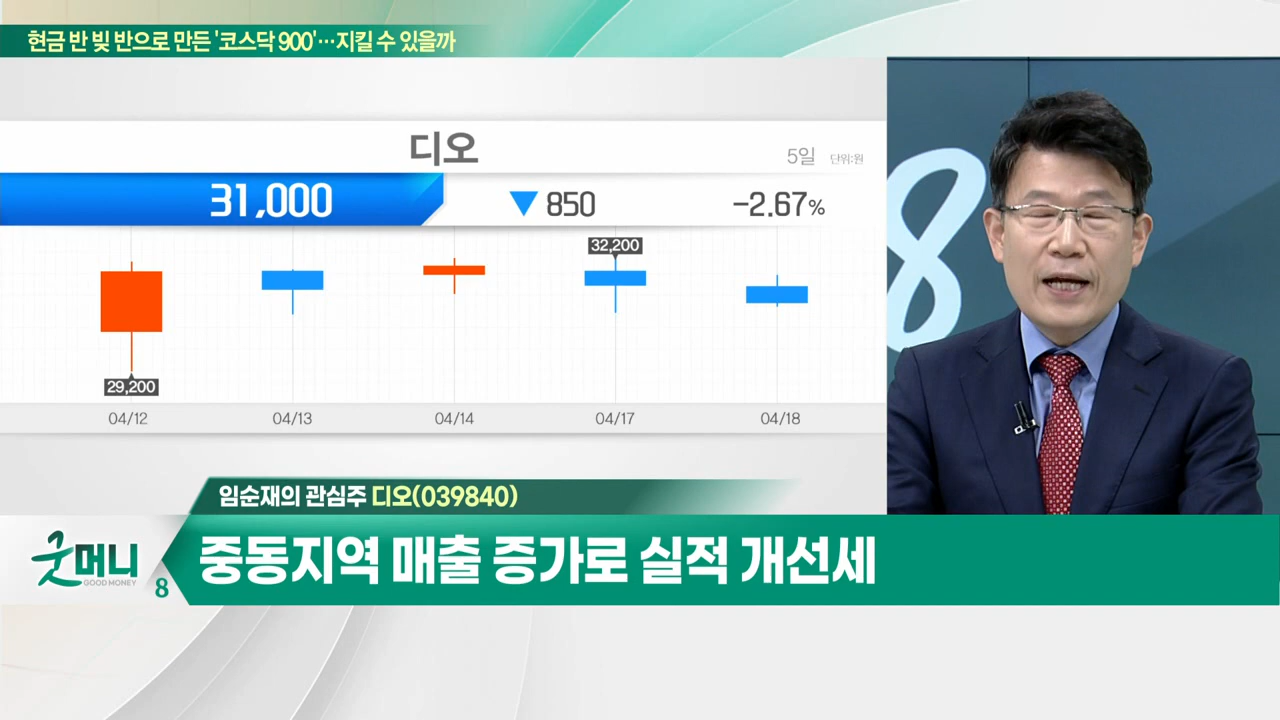 현금 반 빚 반으로 만든 '코스닥 900'…지킬 수 있을까
디오
5일 단위:원
31,000 ▼ 850 -2.67%
32,200
29,200
04/12 04/13 04/14 04/17 04/18
8
임순재의 관심주 디오(039840)
굿머니
GOOD MONEY
8
중동지역 매출 증가로 실적 개선세